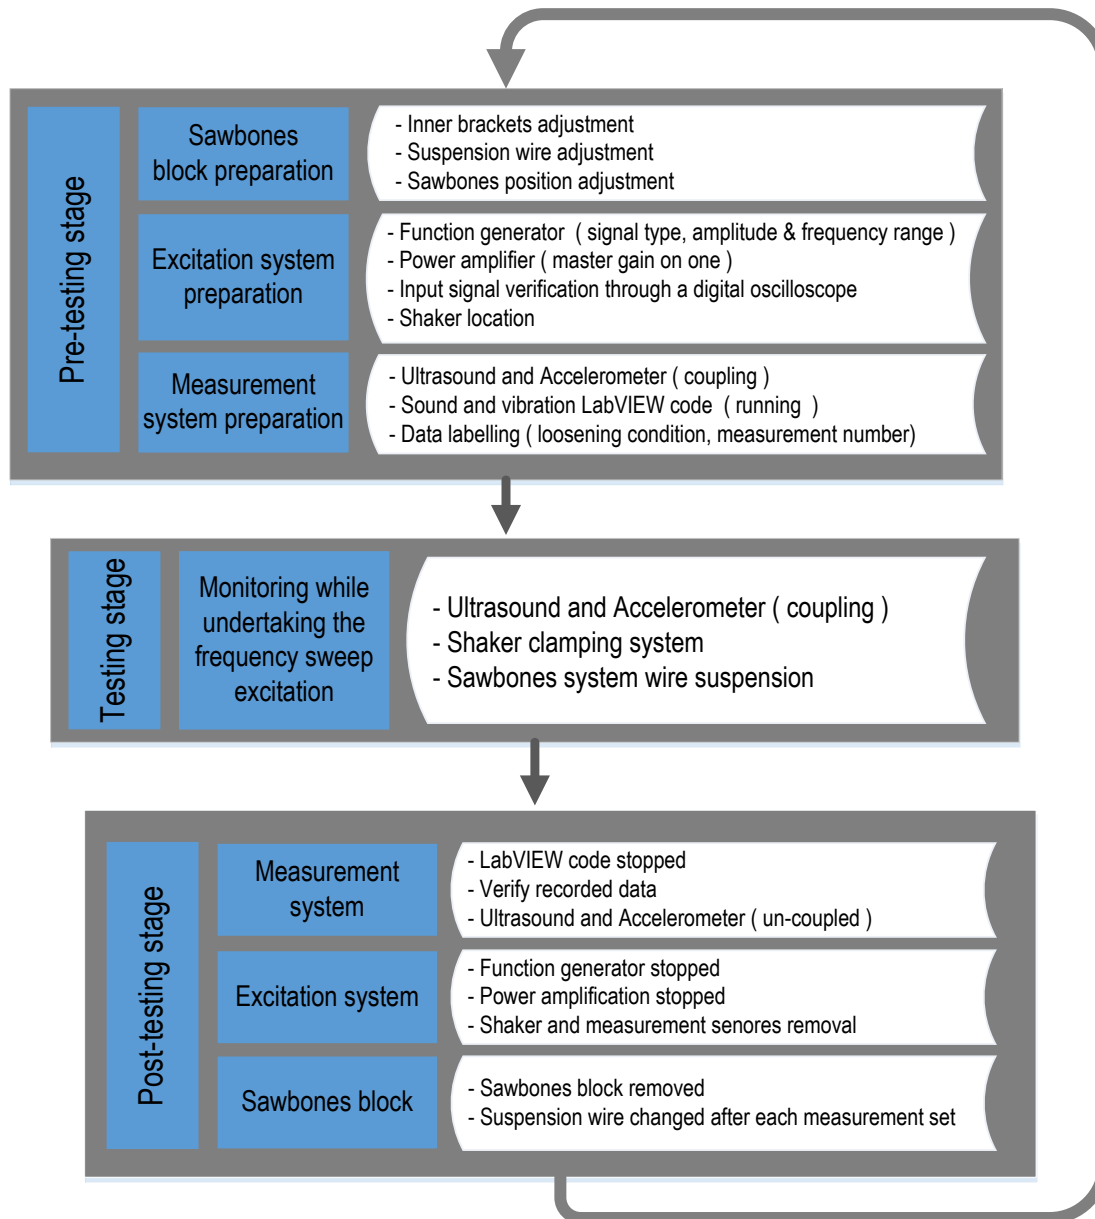 Pre-testing stage
Sawbones
block preparation
- Inner brackets adjustment
- Suspension wire adjustment
- Sawbones position adjustment
Excitation system
preparation
- Function generator ( signal type, amplitude & frequency range )
- Power amplifier ( master gain on one )
- Input signal verification through a digital oscilloscope
- Shaker location
Measurement
system preparation
- Ultrasound and Accelerometer ( coupling )
- Sound and vibration LabVIEW code ( running )
- Data labelling ( loosening condition, measurement number)
Testing stage
Monitoring while
undertaking the
frequency sweep
excitation
- Ultrasound and Accelerometer ( coupling )
- Shaker clamping system
- Sawbones system wire suspension
Post-testing stage
Measurement
system
- LabVIEW code stopped
- Verify recorded data
- Ultrasound and Accelerometer ( un-coupled )
Excitation system
- Function generator stopped
- Power amplification stopped
- Shaker and measurement senores removal
Sawbones block
- Sawbones block removed
- Suspension wire changed after each measurement set